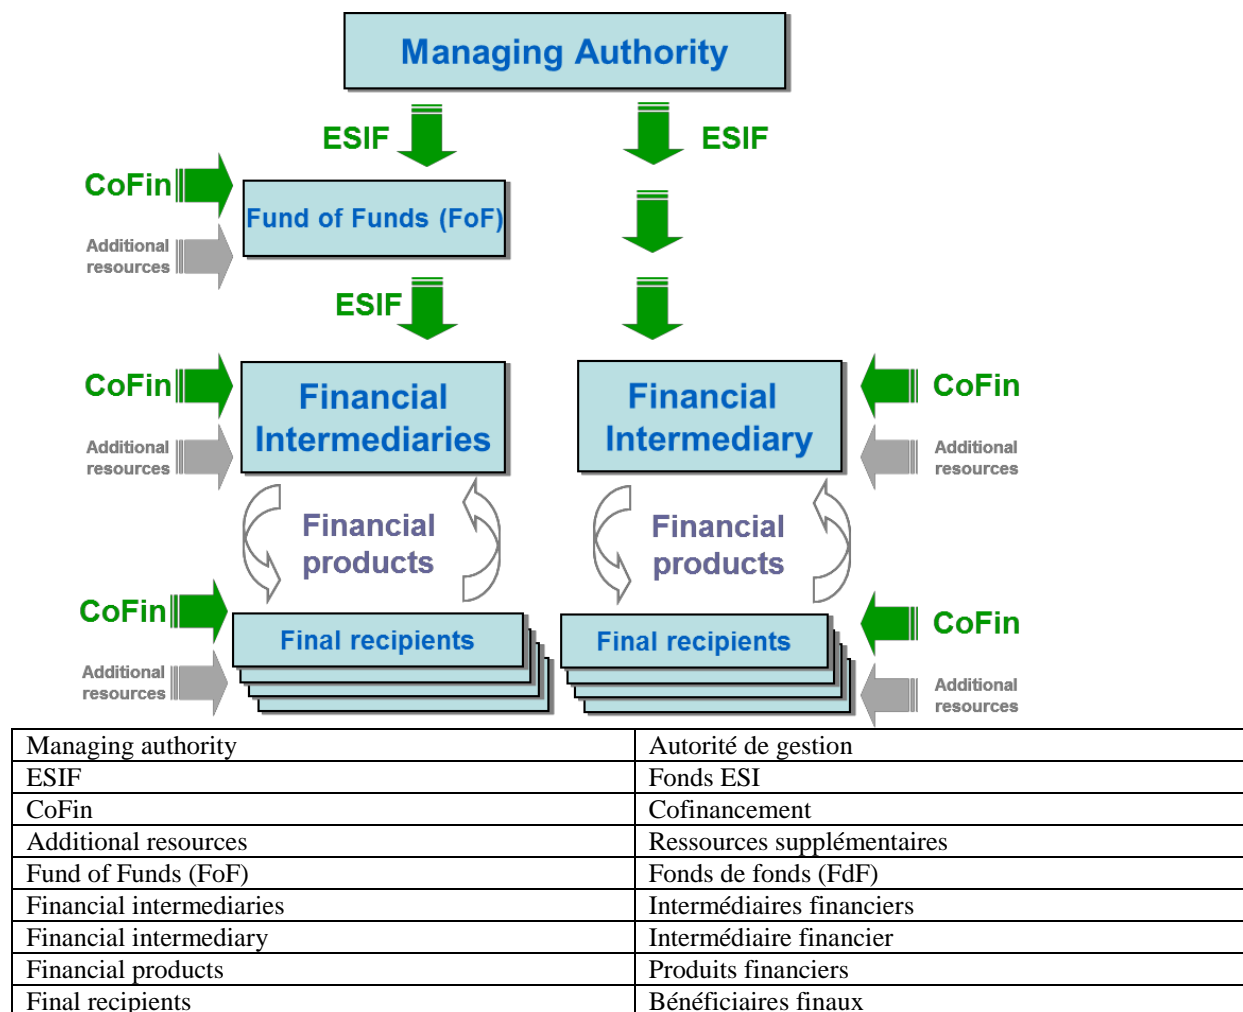 Managing Authority
ESIF
ESIF
CoFin
Additional
resources
Fund of Funds (FoF)
ESIF
CoFin
Additional
resources
Financial
Intermediaries
Financial
Intermediary
CoFin
Additional
resources
Financial
products
Financial
products
CoFin
Additional
resources
Final recipients
Final recipients
CoFin
Additional
resources
Managing authority Autorité de gestion
ESIF Fonds ESI
CoFin Cofinancement
Additional resources Ressources supplémentaires
Fund of Funds (FoF) Fonds de fonds (FdF)
Financial intermediaries Intermédiaires financiers
Financial intermediary Intermédiaire financier
Financial products Produits financiers
Final recipients Bénéficiaires finaux